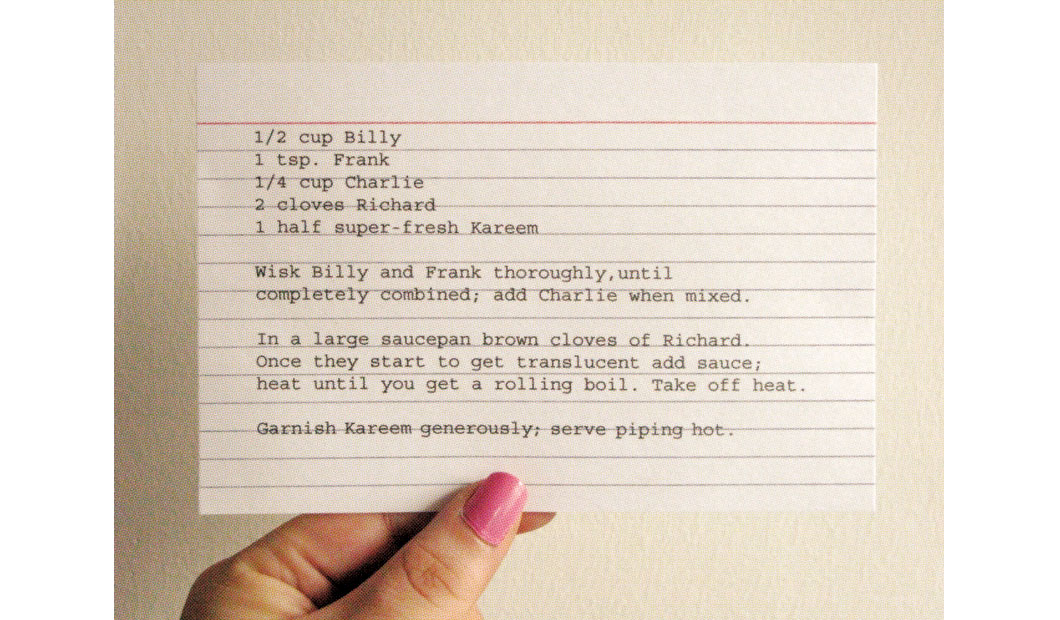 1/2 cup Billy
1 tsp. Frank
1/4 cup Charlie
2 cloves Richard
1 half super-fresh Kareem
Wisk Billy and Frank thoroughly,until
completely combined; add Charlie when mixed.
In a large saucepan brown cloves of Richard.
Once they start to get translucent add sauce;
heat until you get a rolling boil. Take off heat.
Garnish Kareem generously; serve piping hot.